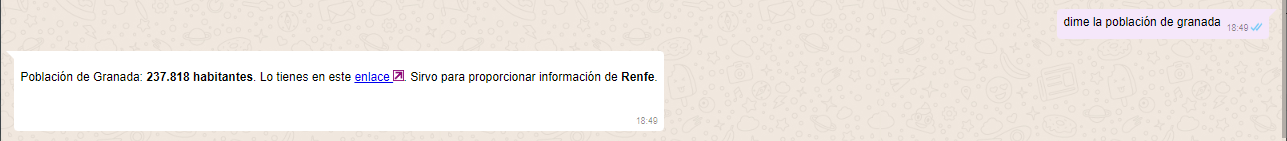 dime la población de granada 18:49
Población de Granada: 237.818 habitantes. Lo tienes en este enlace. Sirvo para proporcionar información de Renfe.
18:49